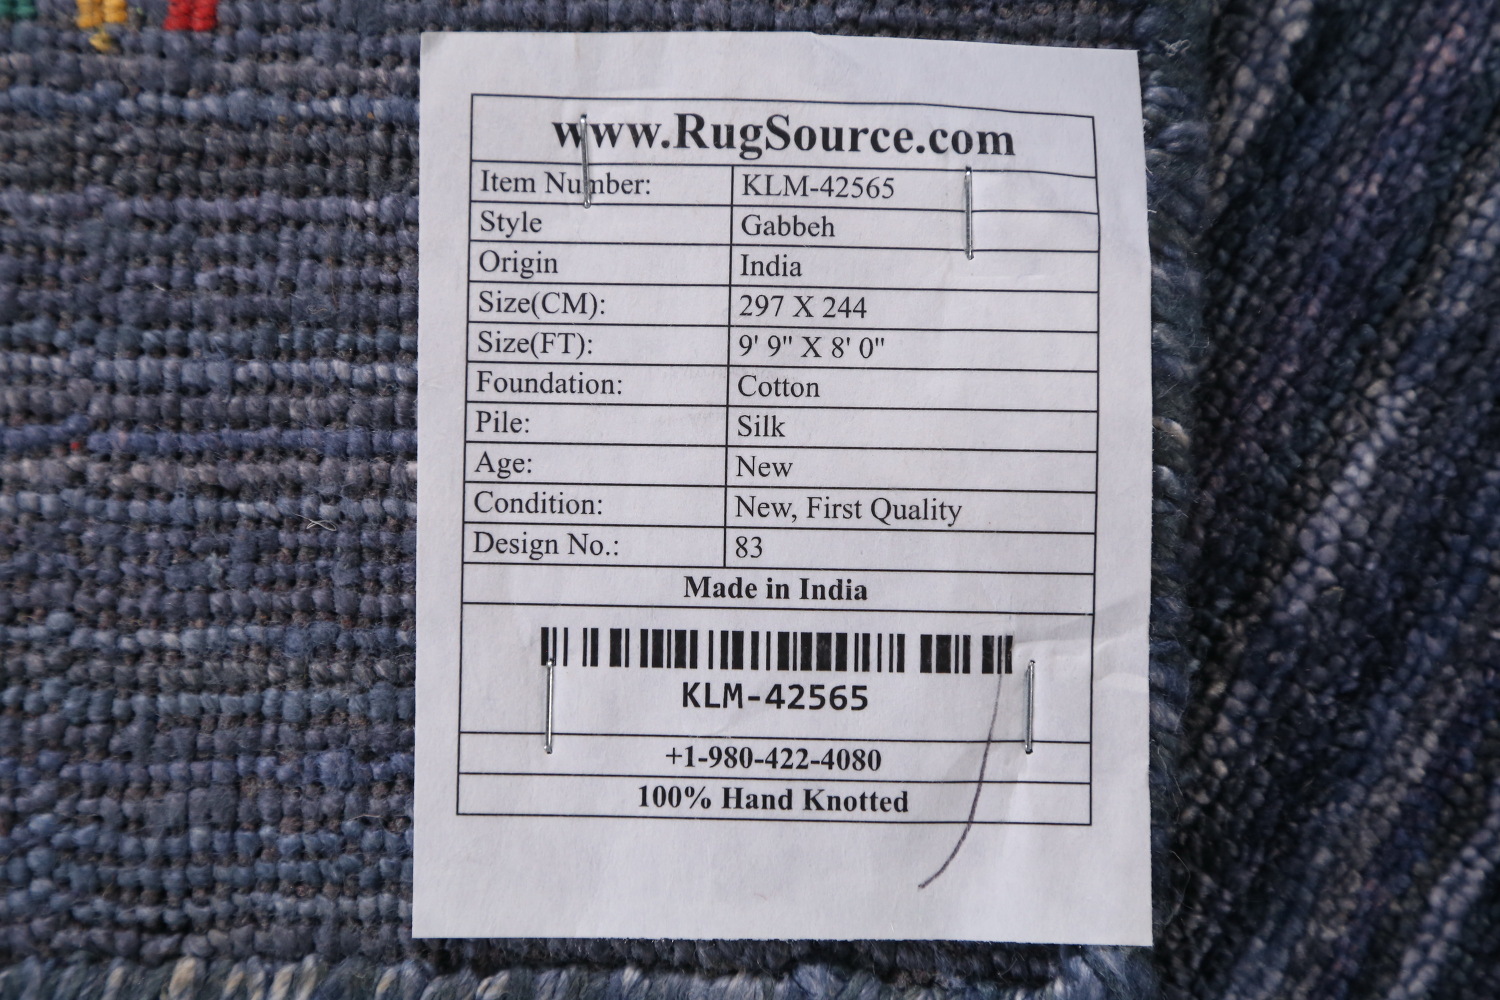 www.RugSource.com
Item Number: KLM-42565
Style Gabbeh
Origin India
Size(CM): 297 X 244
Size(FT): 9' 9" X 8' 0"
Foundation: Cotton
Pile: Silk
Age: New
Condition: New, First Quality
Design No.: 83
Made in India
KLM-42565
+1-980-422-4080
100% Hand Knotted